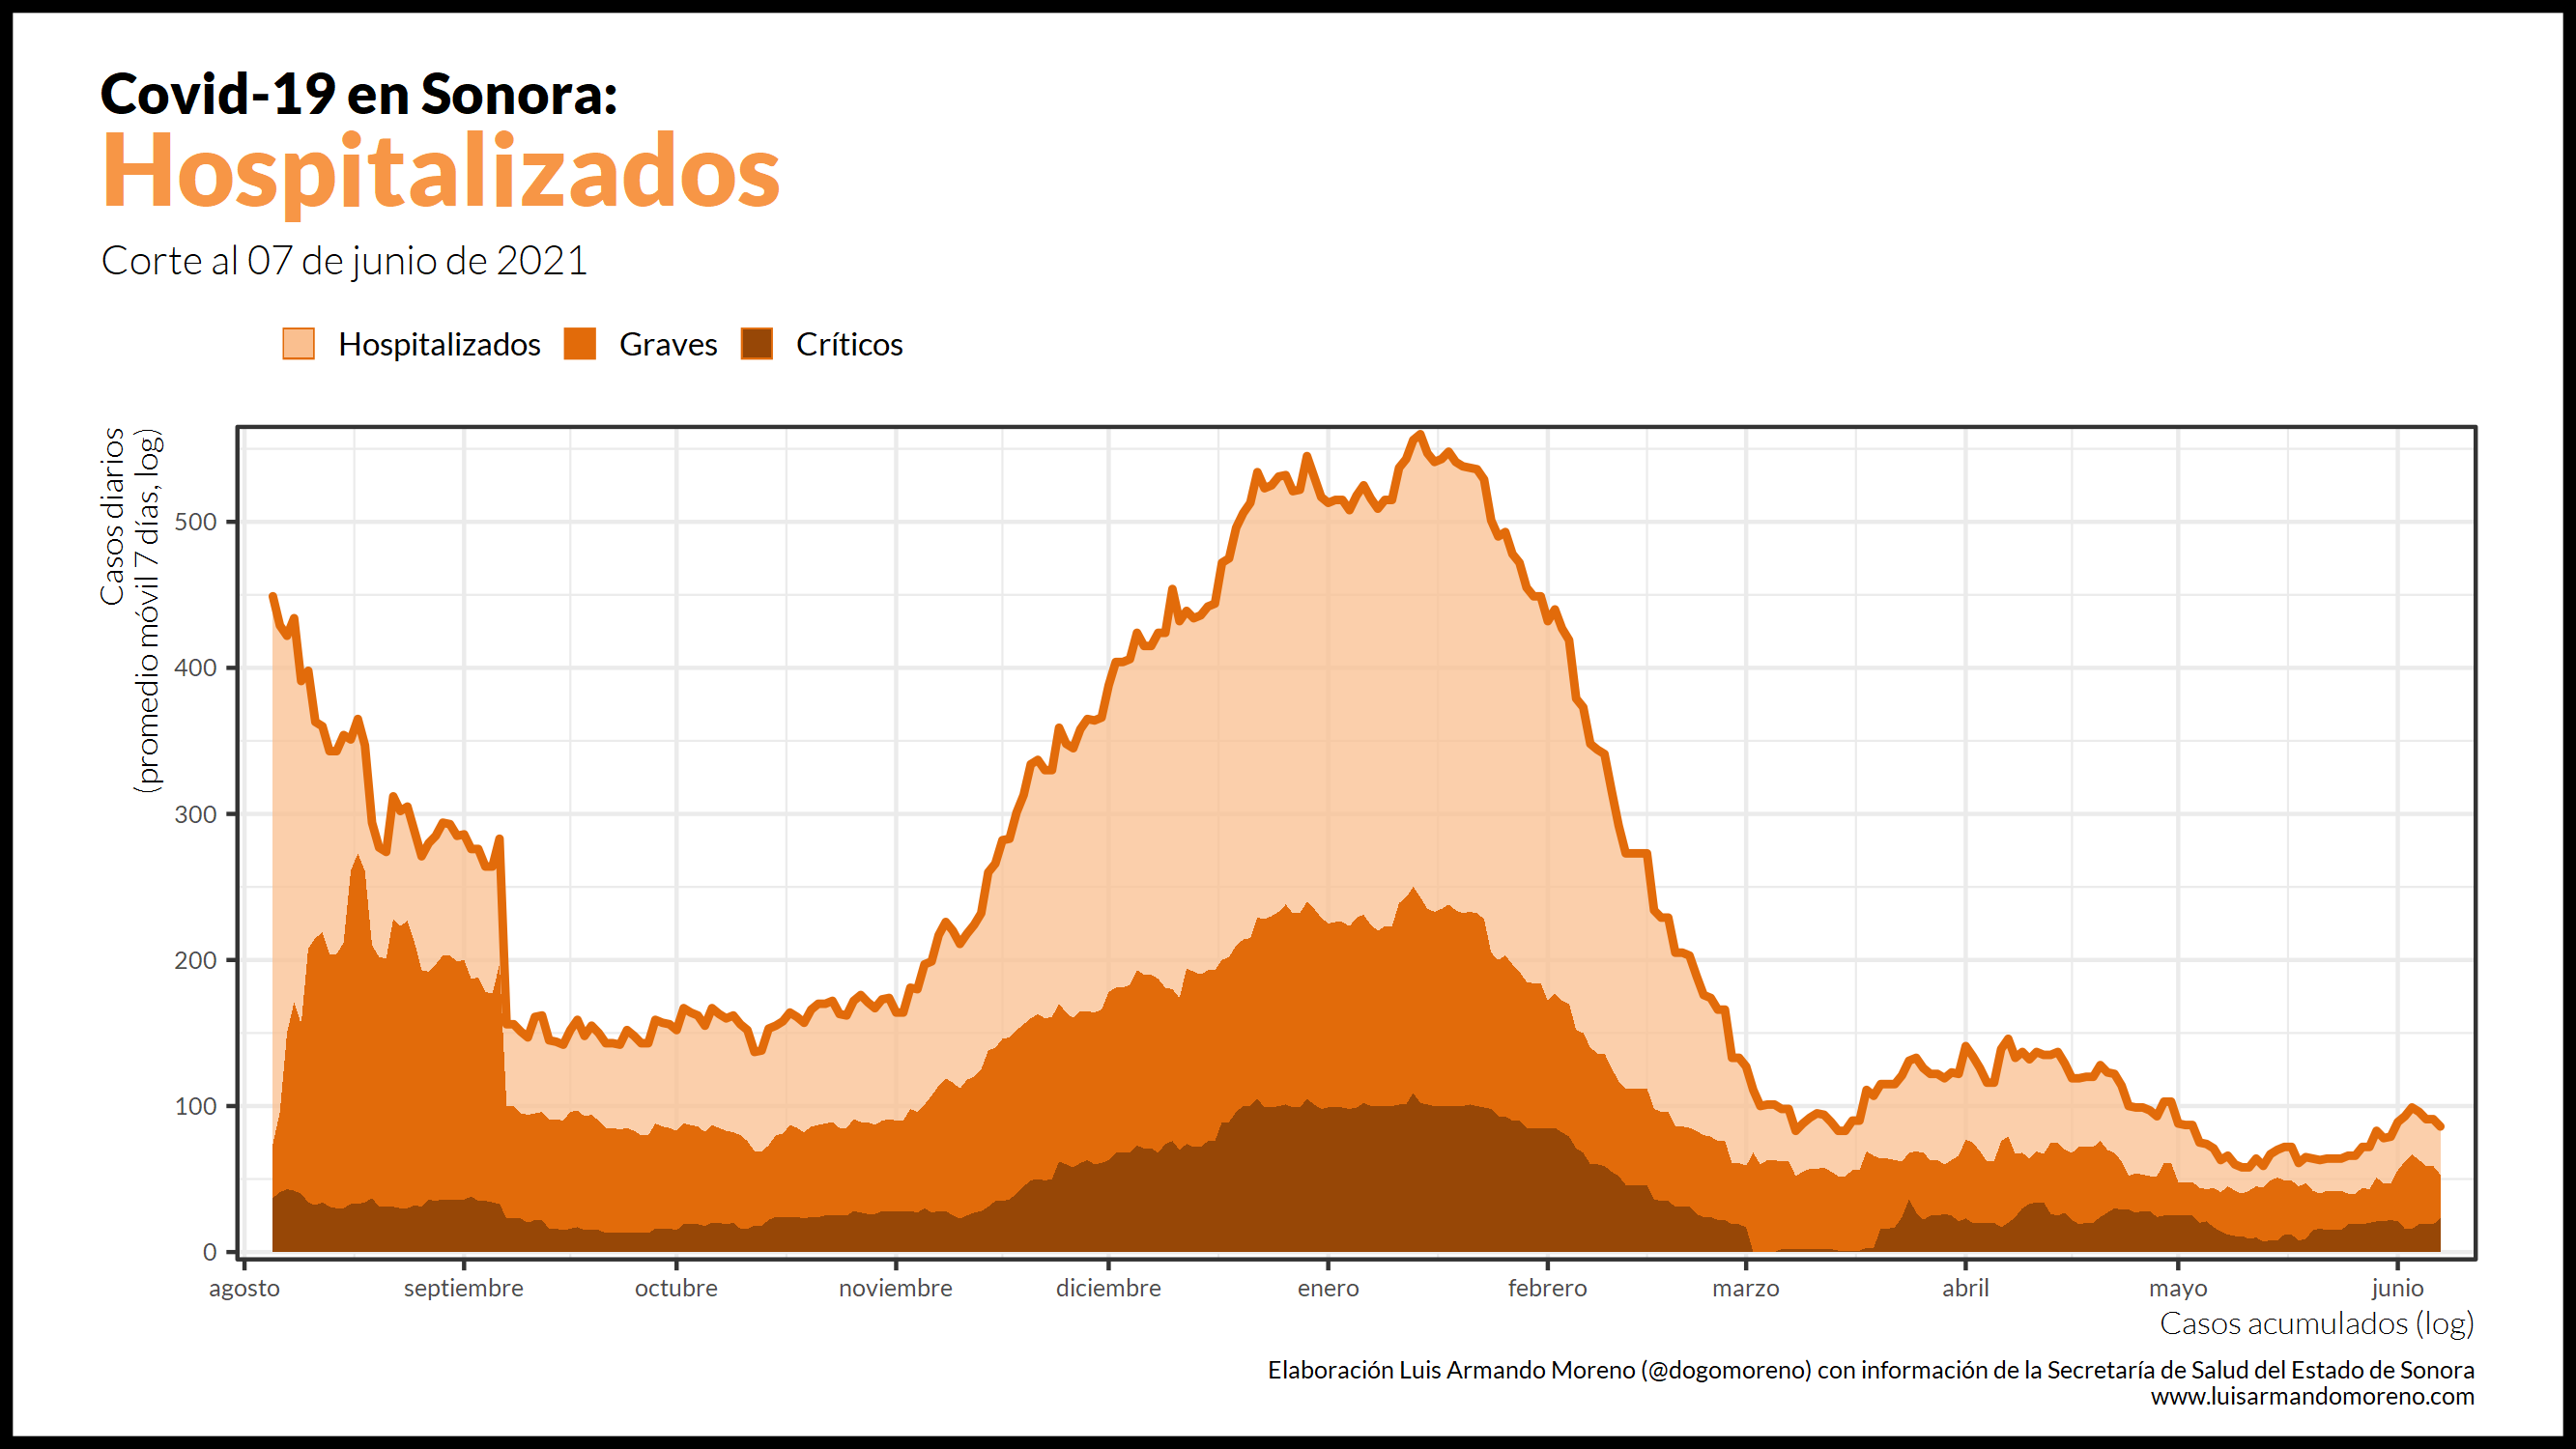 Covid-19 en Sonora:
Hospitalizados
Corte al 07 de junio de 2021
Hospitalizados Graves Críticos
Casos diarios
(promedio móvil 7 días, log)
500
400
300
200
100
0
agosto septiembre octubre noviembre diciembre enero febrero marzo abril mayo junio
Casos acumulados (log)
Elaboración Luis Armando Moreno (@dogomoreno) con información de la Secretaría de Salud del Estado de Sonora
www.luisarmandomoreno.com